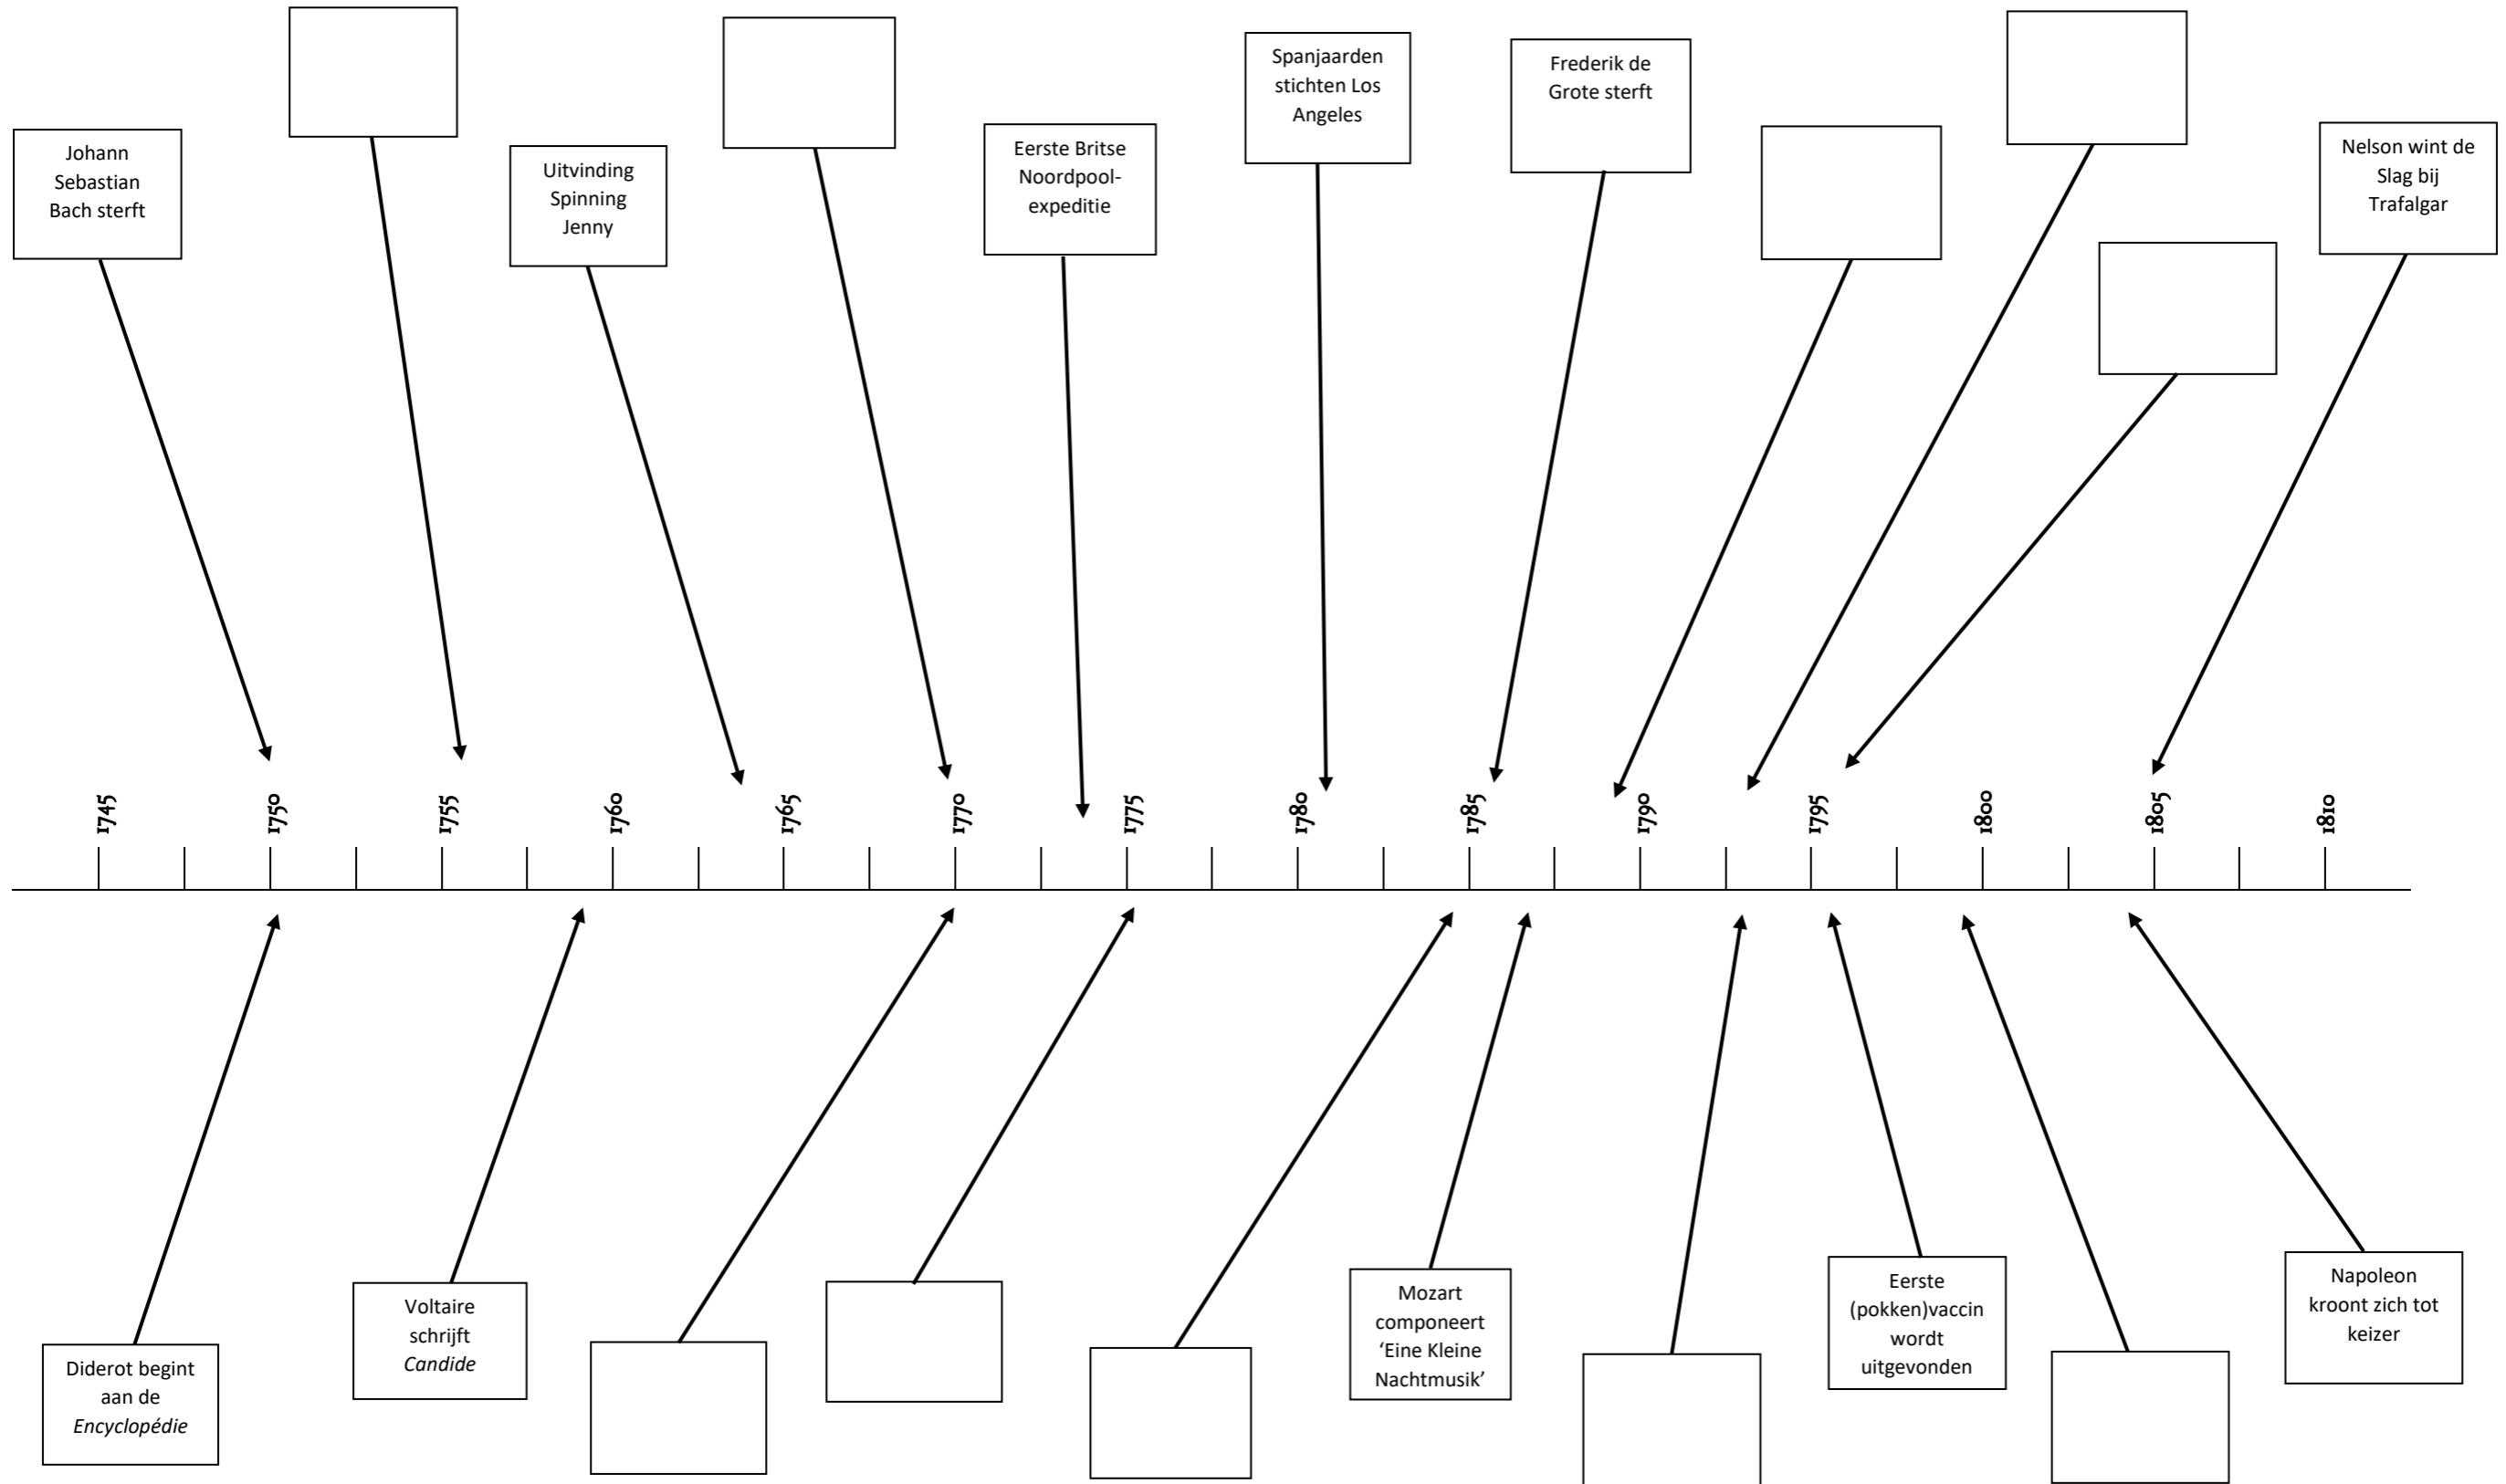 Johann
Sebastian
Bach sterft
Uitvinding
Spinning
Jenny
Eerste Britse
Noordpool-
expeditie
Spanjaarden
stichten Los
Angeles
Frederik de
Grote sterft
Nelson wint de
Slag bij
Trafalgar
1745
1750
1755
1760
1765
1770
1775
1780
1785
1790
1795
1800
1805
1810
Diderot begint
aan de
Encyclopédie
Voltaire
schrijft
Candide
Mozart
componeert
‘Eine Kleine
Nachtmusik’
Eerste
(pokken)vaccin
wordt
uitgevonden
Napoleon
kroont zich tot
keizer